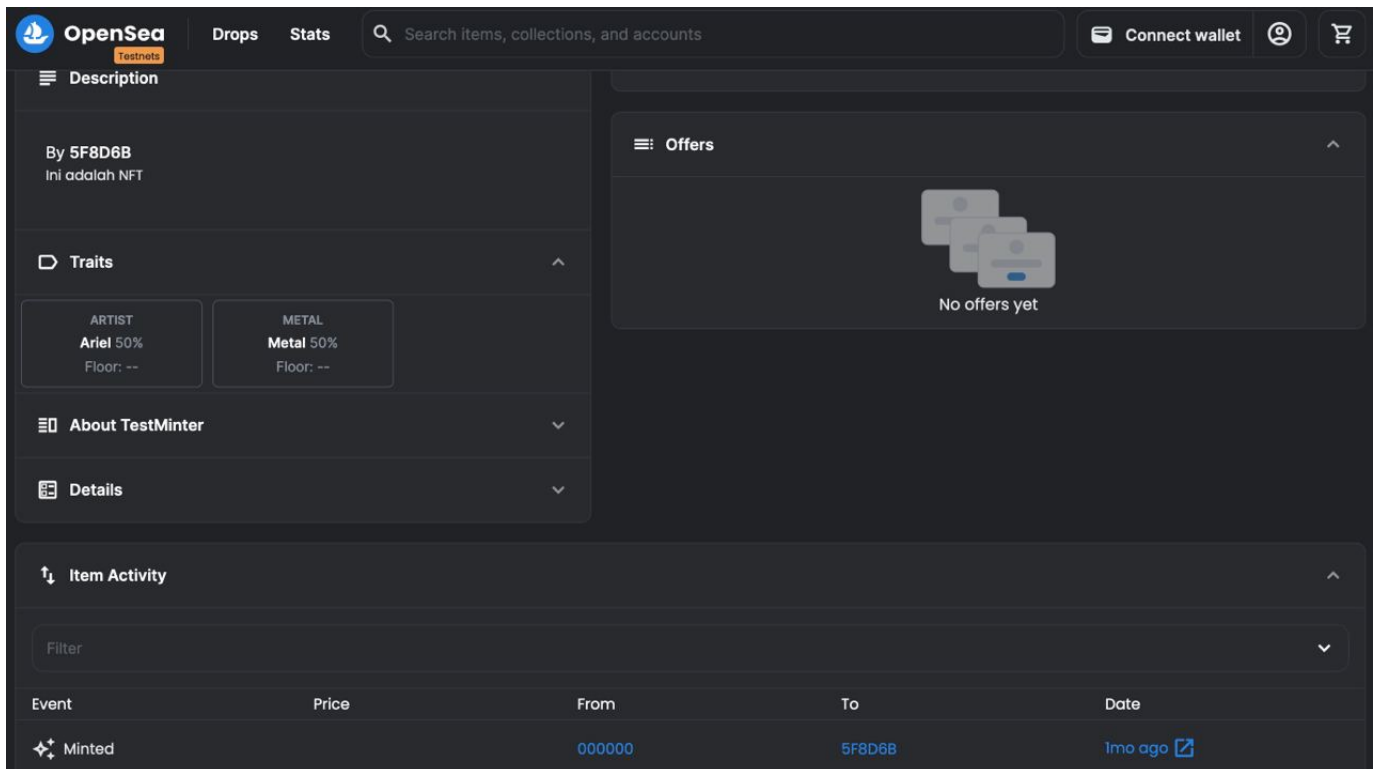 OpenSea Drops Stats Search items, collections, and accounts Connect wallet
Testnets
Description
By 5F8D6B
Ini adalah NFT
Traits
ARTIST
Ariel 50%
Floor: --
METAL
Metal 50%
Floor: --
About TestMinter
Details
Offers
No offers yet
Item Activity
Filter
Event Price From To Date
Minted 000000 5F8D6B 1mo ago